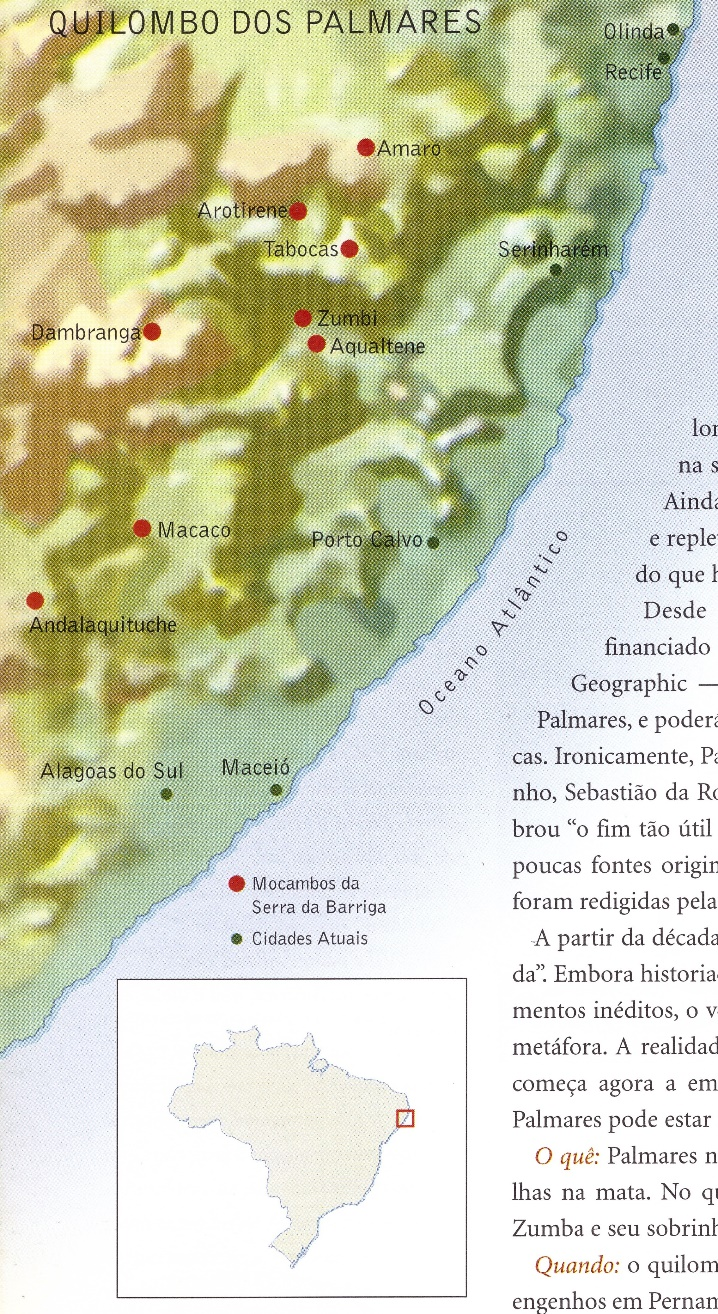 QUILOMBO DOS PALMARES
Olinda
Recife
Amaro
Arotirene
Tabocas
Serinharém
Zumbi
Dambranga
Aqualtene
Macaco
Porto Calvo
Andalaquituche
Oceano Atlântico
Alagoas do Sul
Maceió
Mocambos da
Serra da Barriga
Cidades Atuais
lon
na s
Ainda
e reple
do que h
Desde
financiado
Geographic —
Palmares, e poderá
cas. Ironicamente, Pa
nho, Sebastião da Ro
brou “o fim tão útil
poucas fontes origin
foram redigidas pela
A partir da década
da”. Embora historia
mentos inéditos, o v
metáfora. A realidad
começa agora a em
Palmares pode estar
O quê: Palmares n
lhas na mata. No qu
Zumba e seu sobrinh
Quando: o quilom
engenhos em Pernam